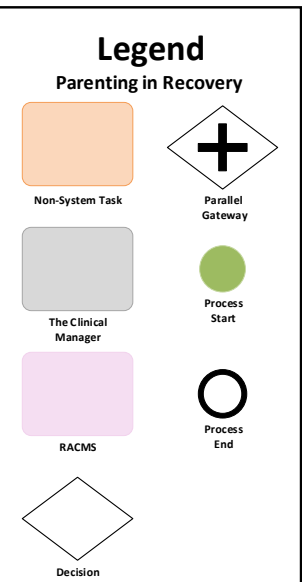 Legend
Parenting in Recovery
Non-System Task
Parallel
Gateway
The Clinical
Manager
Process
Start
RACMS
Process
End
Decision